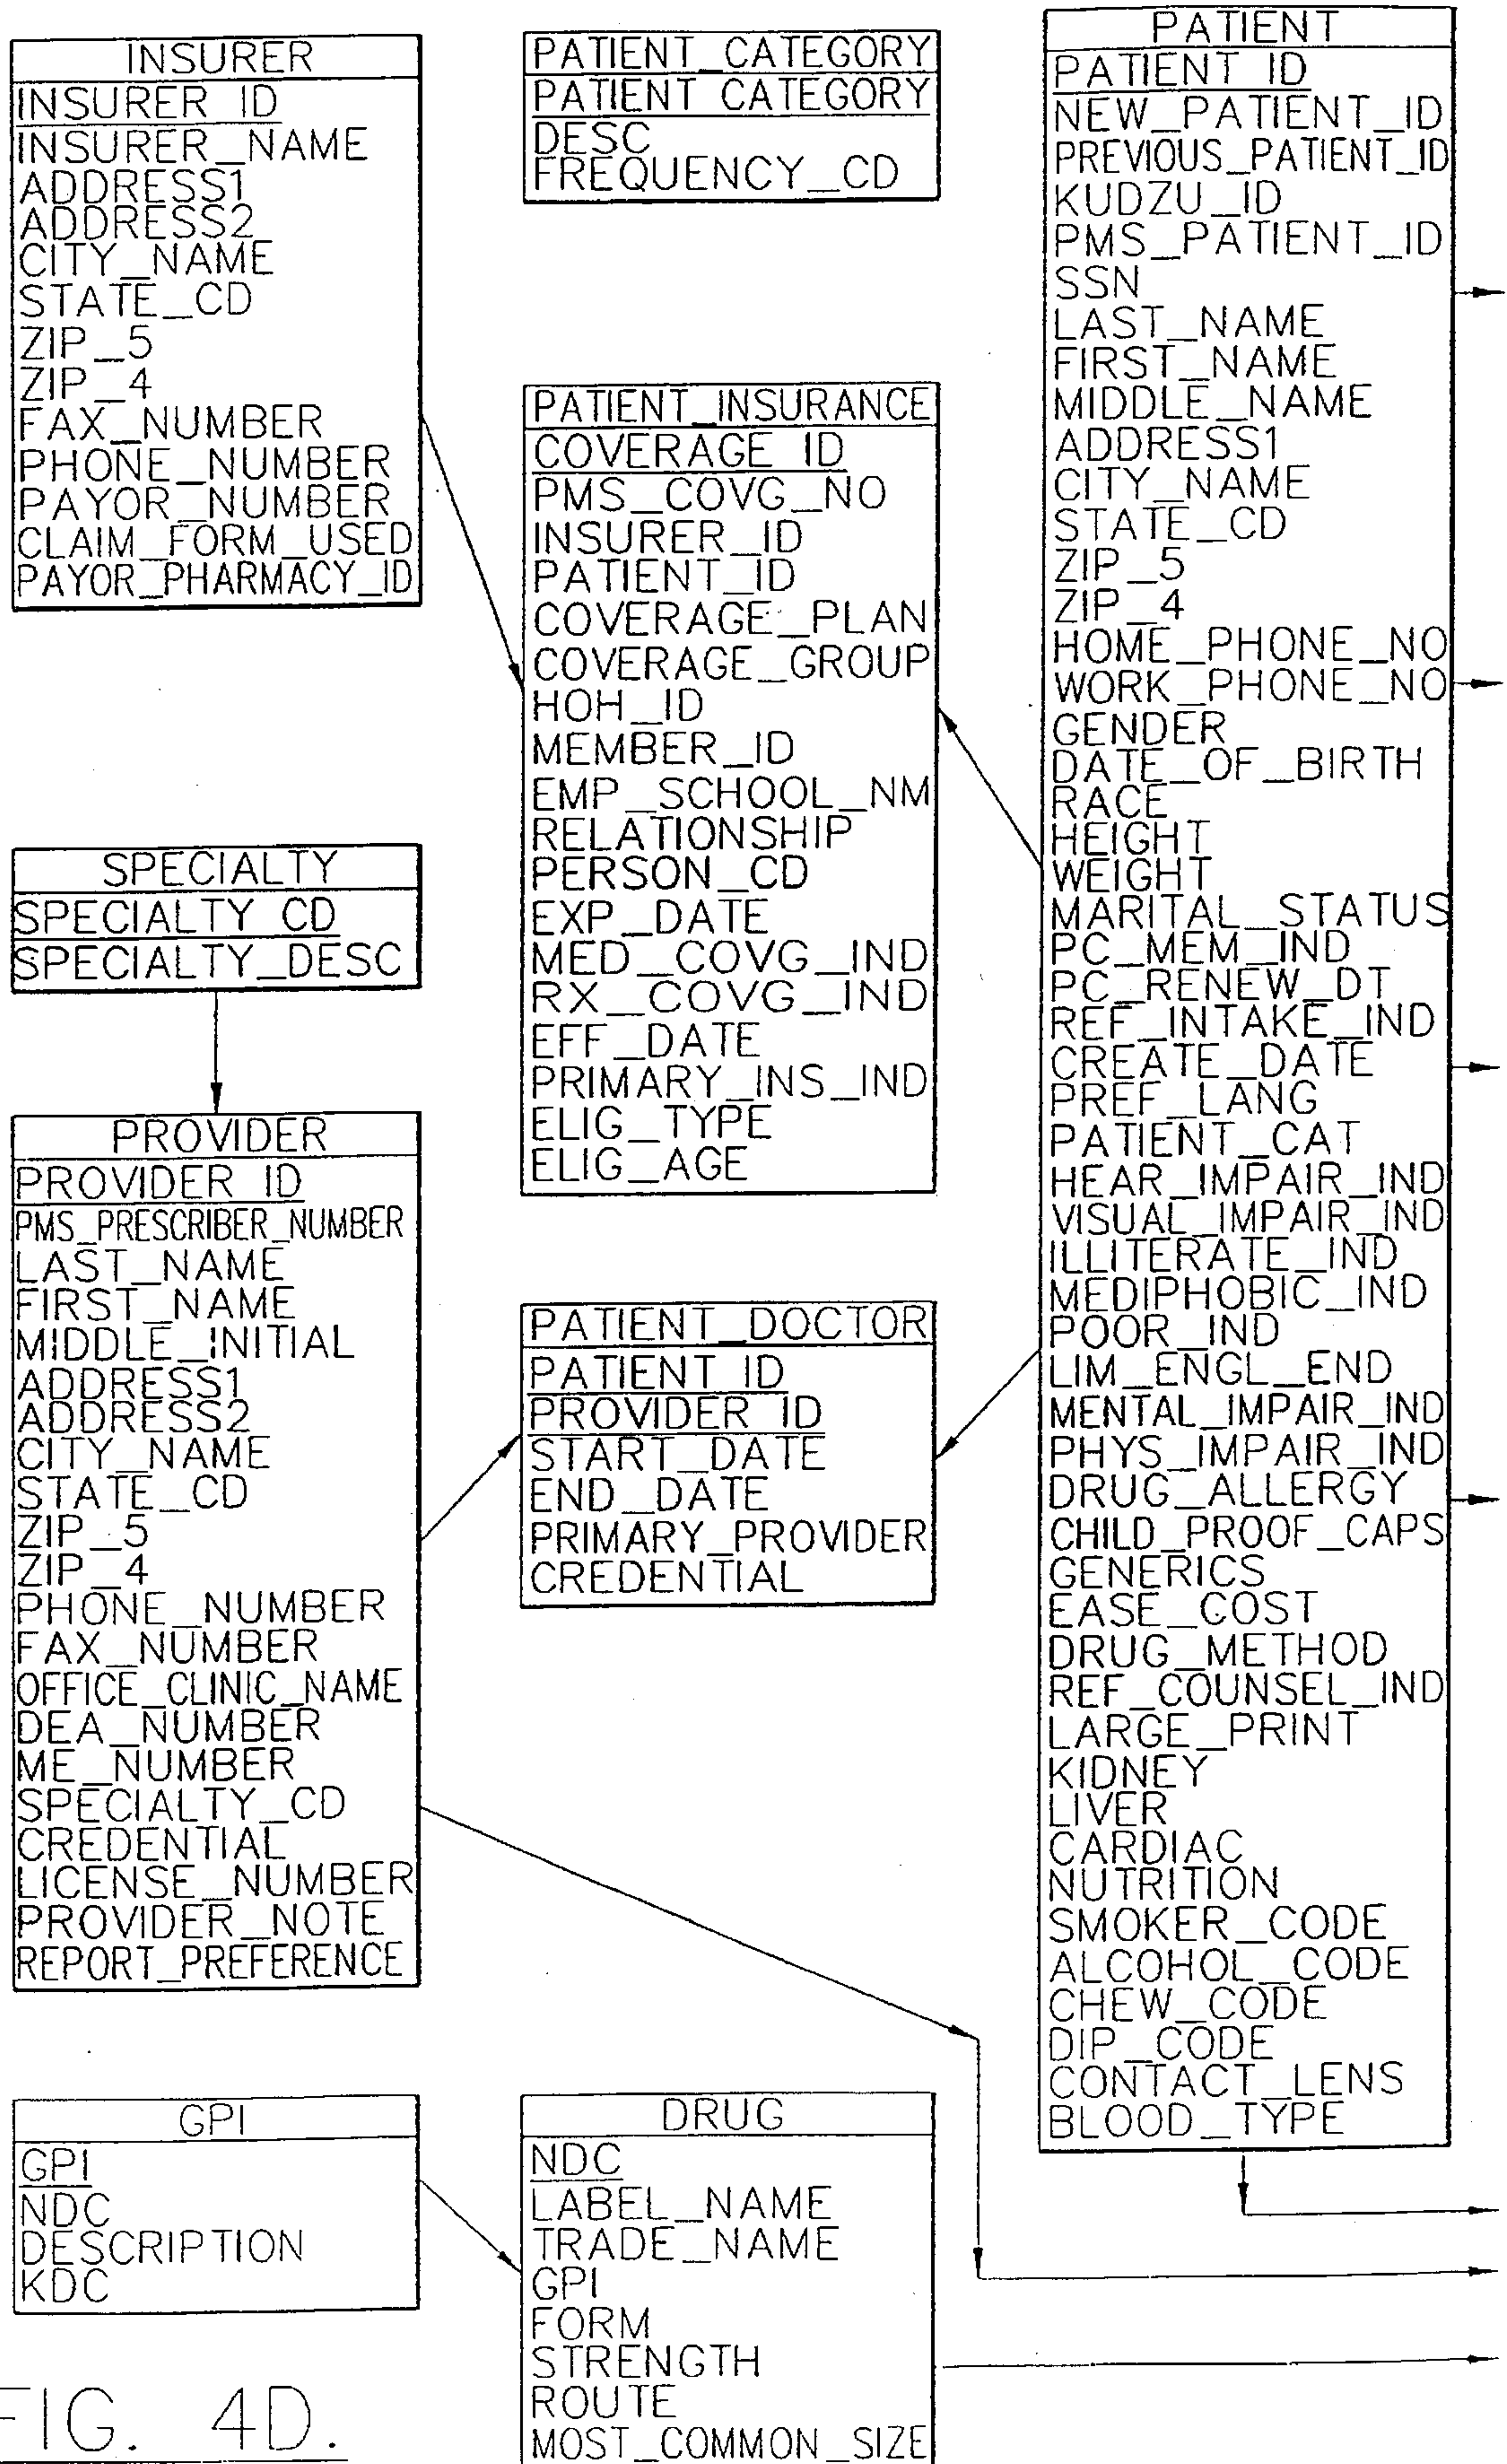 INSURER
INSURER_ID
INSURER_NAME
ADDRESS1
ADDRESS2
CITY_NAME
STATE_CD
ZIP_5
ZIP_4
FAX_NUMBER
PHONE_NUMBER
PAYOR_NUMBER
CLAIM_FORM_USED
PAYOR_PHARMACY_ID
SPECIALTY
SPECIALTY_CD
SPECIALTY_DESC
PROVIDER
PROVIDER_ID
PMS_PRESCRIBER_NUMBER
LAST_NAME
FIRST_NAME
MIDDLE_INITIAL
ADDRESS1
ADDRESS2
CITY_NAME
STATE_CD
ZIP_5
ZIP_4
PHONE_NUMBER
FAX_NUMBER
OFFICE_CLINIC_NAME
DEA_NUMBER
ME_NUMBER
SPECIALTY_CD
CREDENTIAL
LICENSE_NUMBER
PROVIDER_NOTE
REPORT_PREFERENCE
GPI
GPI
NDC
DESCRIPTION
KDC
PATIENT_CATEGORY
PATIENT_CATEGORY
DESC
FREQUENCY_CD
PATIENT_INSURANCE
COVERAGE_ID
PMS_COVG_NO
INSURER_ID
PATIENT_ID
COVERAGE_PLAN
COVERAGE_GROUP
HOH_ID
MEMBER_ID
EMP_SCHOOL_NM
RELATIONSHIP
PERSON_CD
EXP_DATE
MED_COVG_IND
RX_COVG_IND
EFF_DATE
PRIMARY_INS_IND
ELIG_TYPE
ELIG_AGE
PATIENT_DOCTOR
PATIENT_ID
PROVIDER_ID
START_DATE
END_DATE
PRIMARY_PROVIDER
CREDENTIAL
DRUG
NDC
LABEL_NAME
TRADE_NAME
GPI
FORM
STRENGTH
ROUTE
MOST_COMMON_SIZE
PATIENT
PATIENT_ID
NEW_PATIENT_ID
PREVIOUS_PATIENT_ID
KUDZU_ID
PMS_PATIENT_ID
SSN
LAST_NAME
FIRST_NAME
MIDDLE_NAME
ADDRESS1
CITY_NAME
STATE_CD
ZIP_5
ZIP_4
HOME_PHONE_NO
WORK_PHONE_NO
GENDER
DATE_OF_BIRTH
RACE
HEIGHT
WEIGHT
MARITAL_STATUS
PC_MEM_IND
PC_RENEW_DT
REF_INTAKE_IND
CREATE_DATE
PREF_LANG
PATIENT_CAT
HEAR_IMPAIR_IND
VISUAL_IMPAIR_IND
ILLITERATE_IND
MEDIPHOBIC_IND
POOR_IND
LIM_ENGL_END
MENTAL_IMPAIR_IND
PHYS_IMPAIR_IND
DRUG_ALLERGY
CHILD_PROOF_CAPS
GENERICS
EASE_COST
DRUG_METHOD
REF_COUNSEL_IND
LARGE_PRINT
KIDNEY
LIVER
CARDIAC
NUTRITION
SMOKER_CODE
ALCOHOL_CODE
CHEW_CODE
DIP_CODE
CONTACT_LENS
BLOOD_TYPE
FIG. 4D.